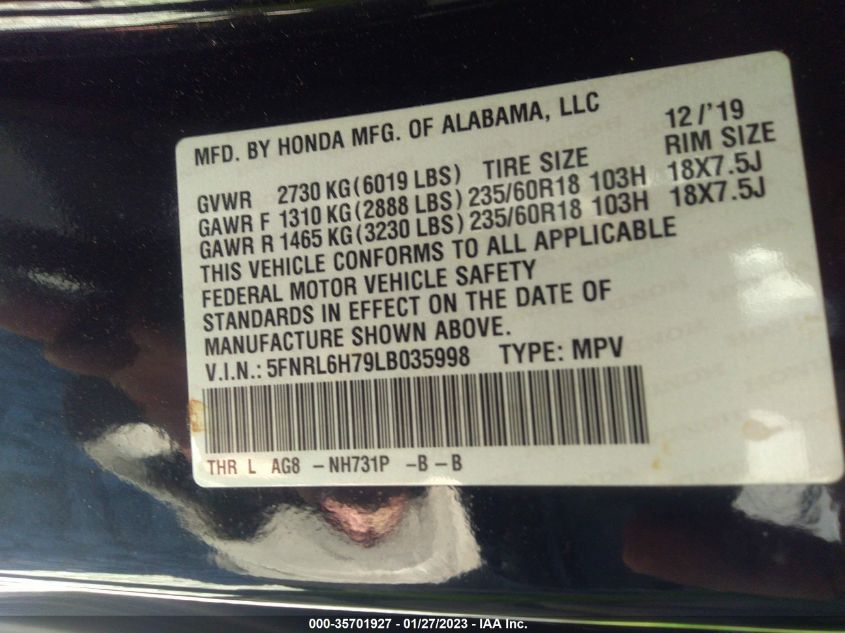 MFD. BY HONDA MFG. OF ALABAMA, LLC 12/'19
GVWR 2730 KG(6019 LBS) TIRE SIZE RIM SIZE
GAWR F 1310 KG(2888 LBS) 235/60R18 103H 18X7.5J
GAWR R 1465 KG(3230 LBS) 235/60R18 103H 18X7.5J
THIS VEHICLE CONFORMS TO ALL APPLICABLE
FEDERAL MOTOR VEHICLE SAFETY
STANDARDS IN EFFECT ON THE DATE OF
MANUFACTURE SHOWN ABOVE.
V.I.N.: 5FNRL6H79LB035998 TYPE: MPV
THR L AG8 -NH731P -B-B
000-35701927 - 01/27/2023 - © IAA Inc.